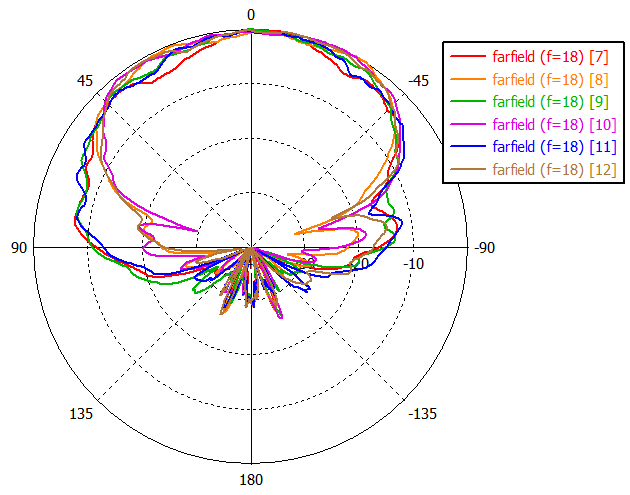 0
45
-45
farfield (f=18) [7]
farfield (f=18) [8]
farfield (f=18) [9]
farfield (f=18) [10]
farfield (f=18) [11]
farfield (f=18) [12]
90
-90
0
-10
135
-135
180